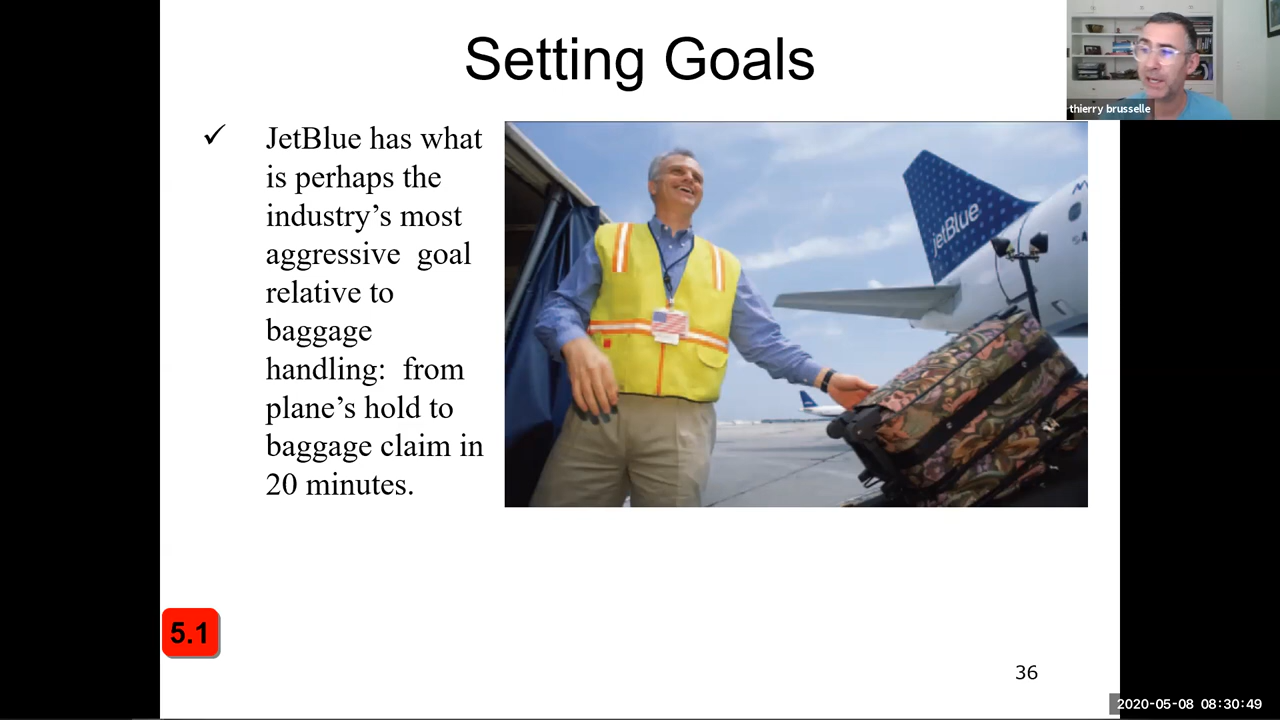 Setting Goals
thierry brusselle
✓ JetBlue has what
is perhaps the
industry’s most
aggressive goal
relative to
baggage
handling: from
plane’s hold to
baggage claim in
20 minutes.
jetBlue
5.1
36
2020-05-08 08:30:49